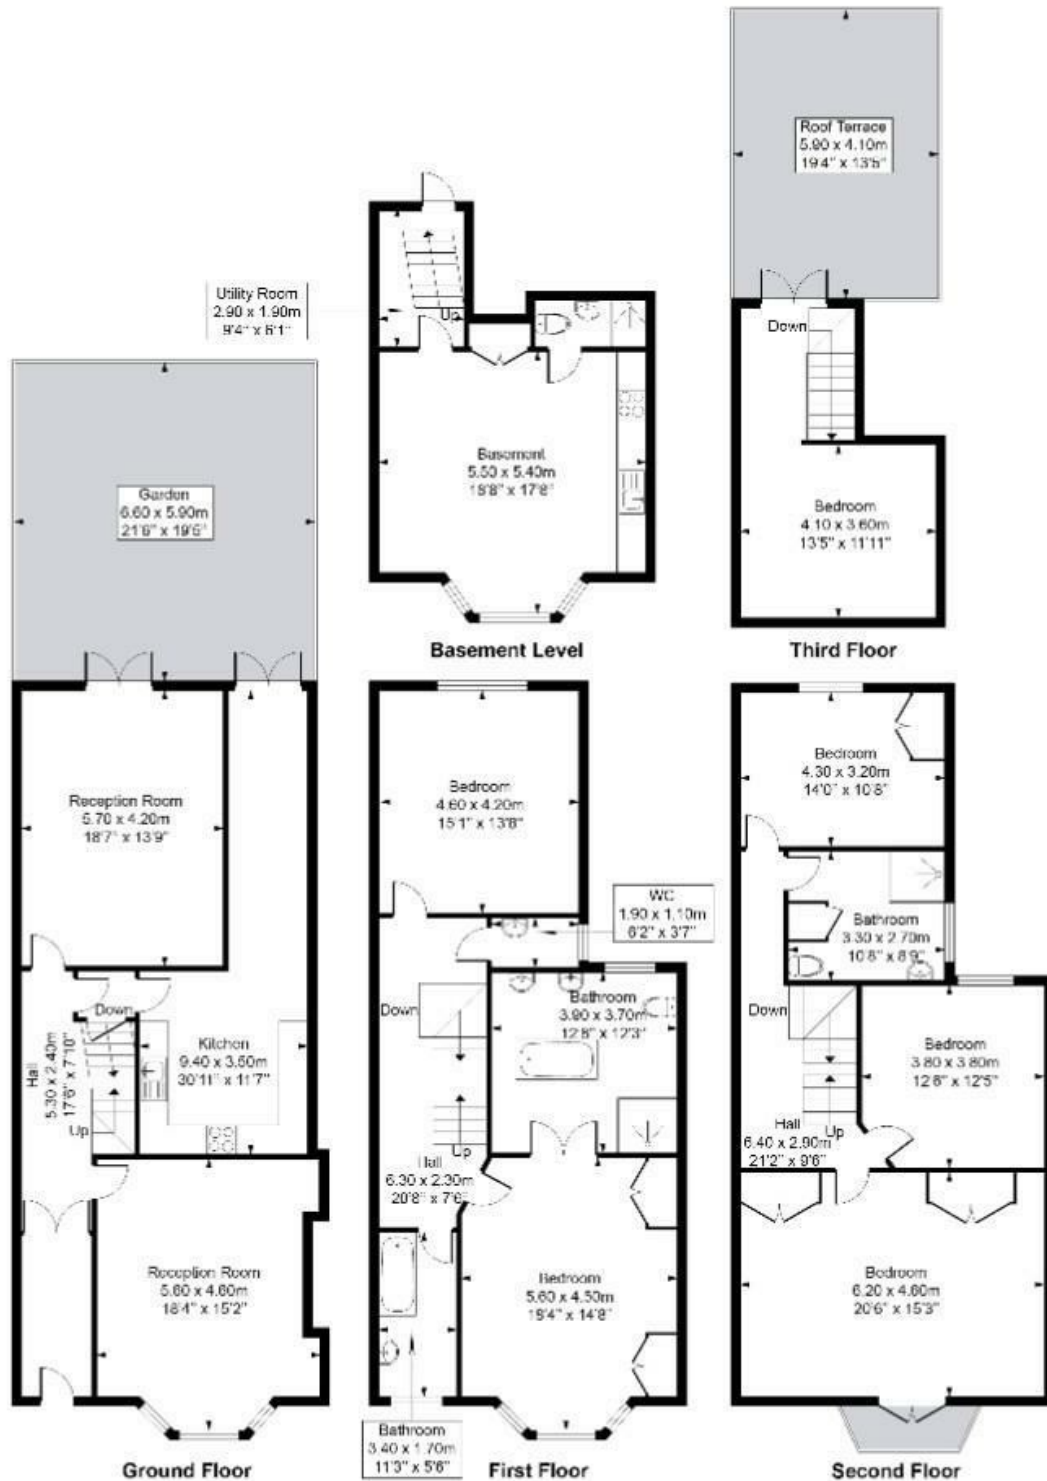 Roof Terrace
5.90 x 4.10m
19'4" x 13'5"
Utility Room
2.90 x 1.90m
9'4" x 6'1"
Up
Down
Basement
5.50 x 5.40m
18'8" x 17'8"
Garden
6.60 x 5.90m
21'6" x 19'5"
Bedroom
4.10 x 3.60m
13'5" x 11'11"
Basement Level
Third Floor
Reception Room
5.70 x 4.20m
18'7" x 13'9"
Bedroom
4.60 x 4.20m
15'1" x 13'8"
Bedroom
4.30 x 3.20m
14'0" x 10'8"
WC
1.90 x 1.10m
6'2" x 3'7"
Bathroom
3.30 x 2.70m
10'8" x 8'9"
Down
Hall
5.30 x 2.40m
17'6" x 7'10"
Up
Kitchen
9.40 x 3.50m
30'11" x 11'7"
Down
Bathroom
3.90 x 3.70m
12'8" x 12'3"
Up
Hall
6.30 x 2.30m
20'8" x 7'6"
Down
Bedroom
3.80 x 3.80m
12'6" x 12'5"
Hall
Up
6.40 x 2.90m
21'2" x 9'6"
Reception Room
5.60 x 4.60m
18'4" x 15'2"
Bedroom
5.60 x 4.50m
18'4" x 14'8"
Bedroom
6.20 x 4.60m
20'6" x 15'3"
Bathroom
3.40 x 1.70m
11'3" x 5'6"
Ground Floor
First Floor
Second Floor